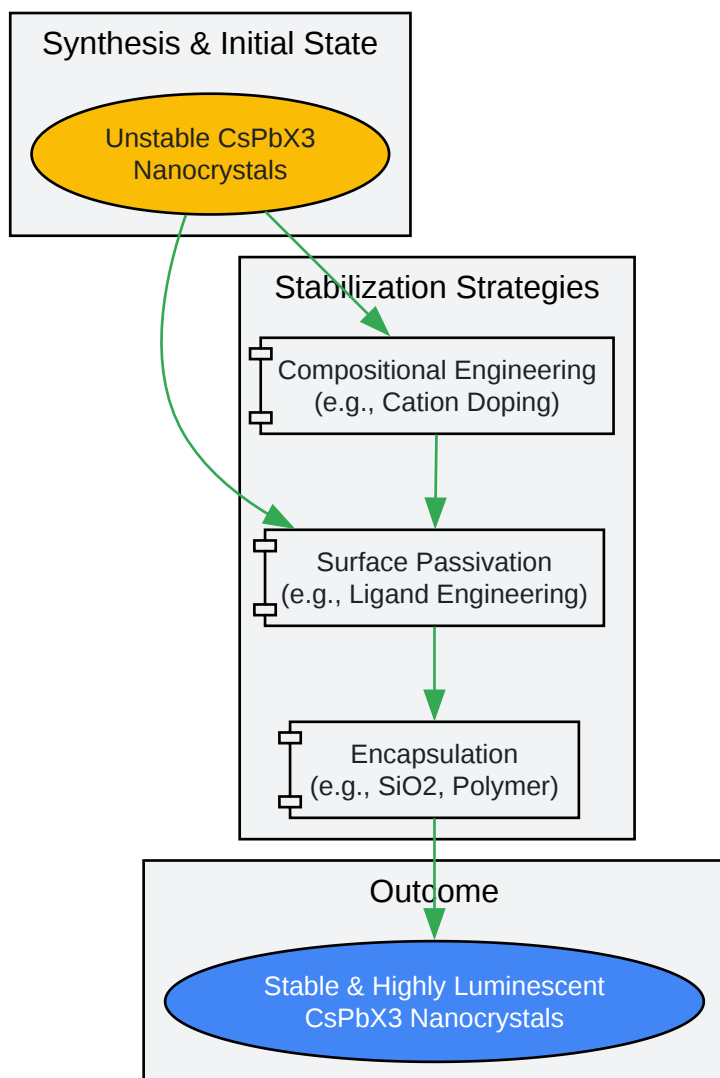 Synthesis & Initial State
Unstable CsPbX3
Nanocrystals
Stabilization Strategies
Compositional Engineering
(e.g., Cation Doping)
Surface Passivation
(e.g., Ligand Engineering)
Encapsulation
(e.g., SiO2, Polymer)
Outcome
Stable & Highly Luminescent
CsPbX3 Nanocrystals